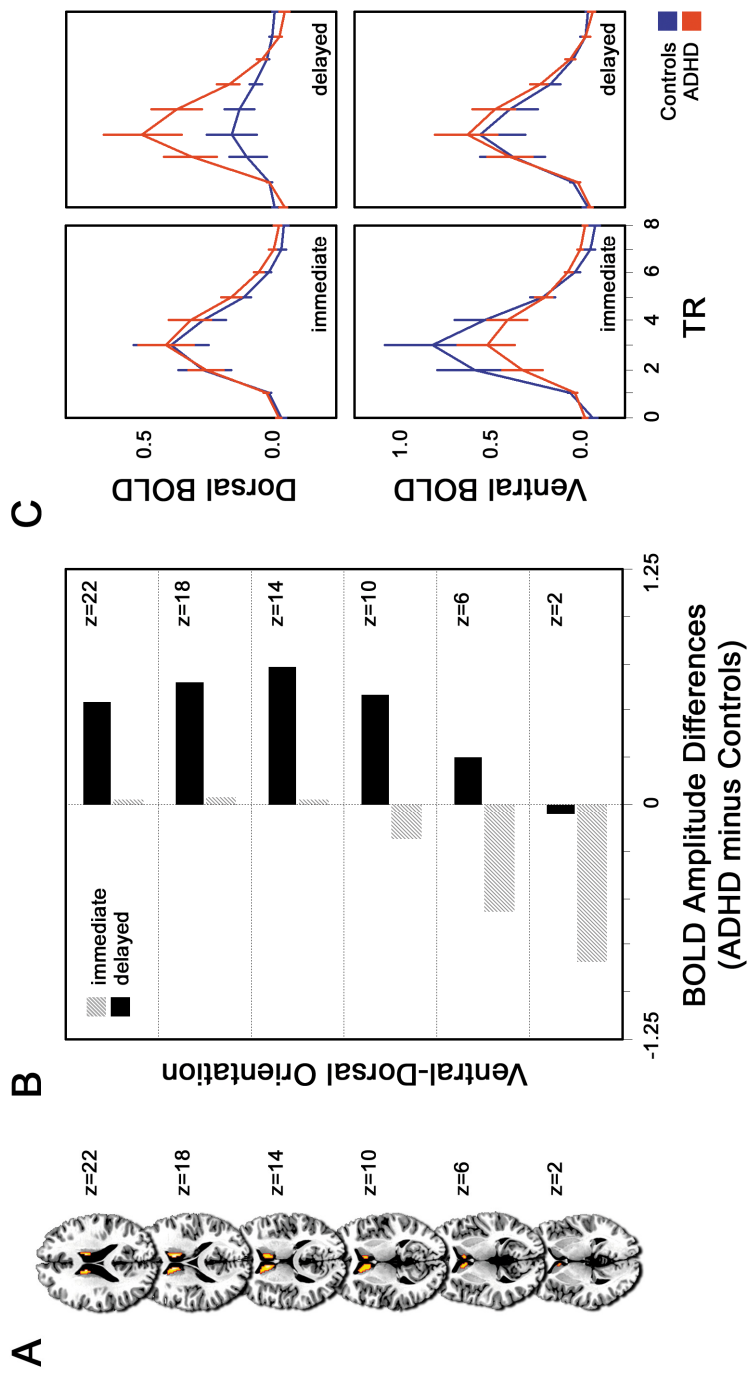 A
z=22
z=18
z=14
z=10
z=6
z=2
B
Ventral-Dorsal Orientation
immediate
delayed
z=22
z=18
z=14
z=10
z=6
z=2
-1.25
0
1.25
BOLD Amplitude Differences
(ADHD minus Controls)
C
Dorsal BOLD
0.5
0.0
immediate
delayed
Ventral BOLD
1.0
0.5
0.0
immediate
delayed
0
2
4
6
8
TR
Controls
ADHD